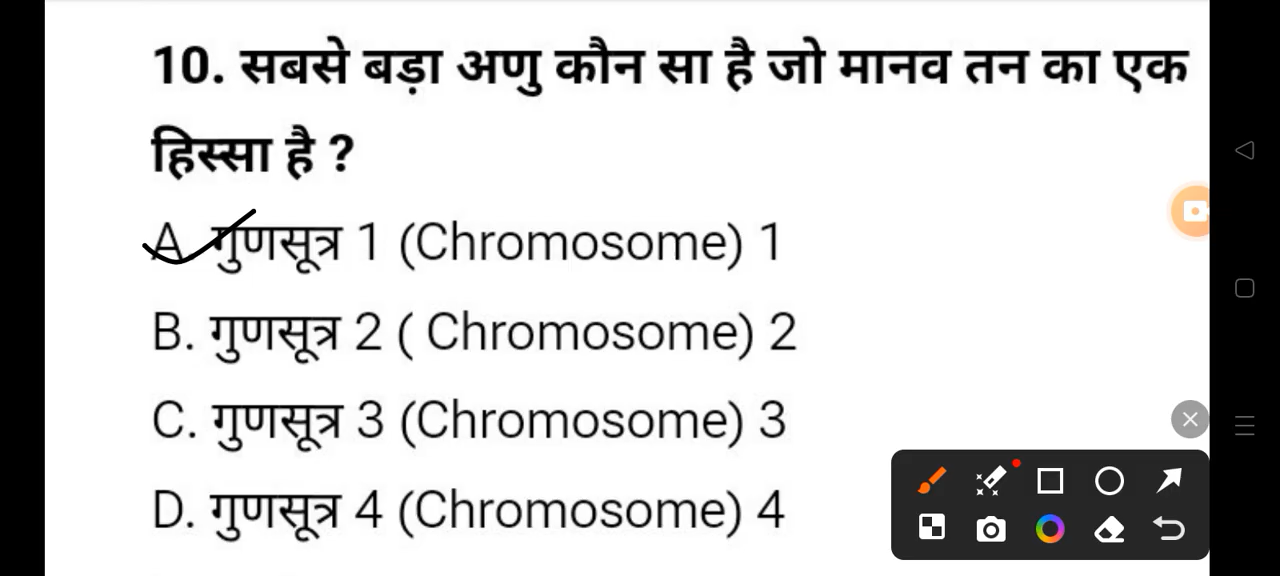 10. सबसे बड़ा अणु कौन सा है जो मानव तन का एक
हिस्सा है ?
A. गुणसूत्र 1 (Chromosome) 1
B. गुणसूत्र 2 ( Chromosome) 2
C. गुणसूत्र 3 (Chromosome) 3
D. गुणसूत्र 4 (Chromosome) 4